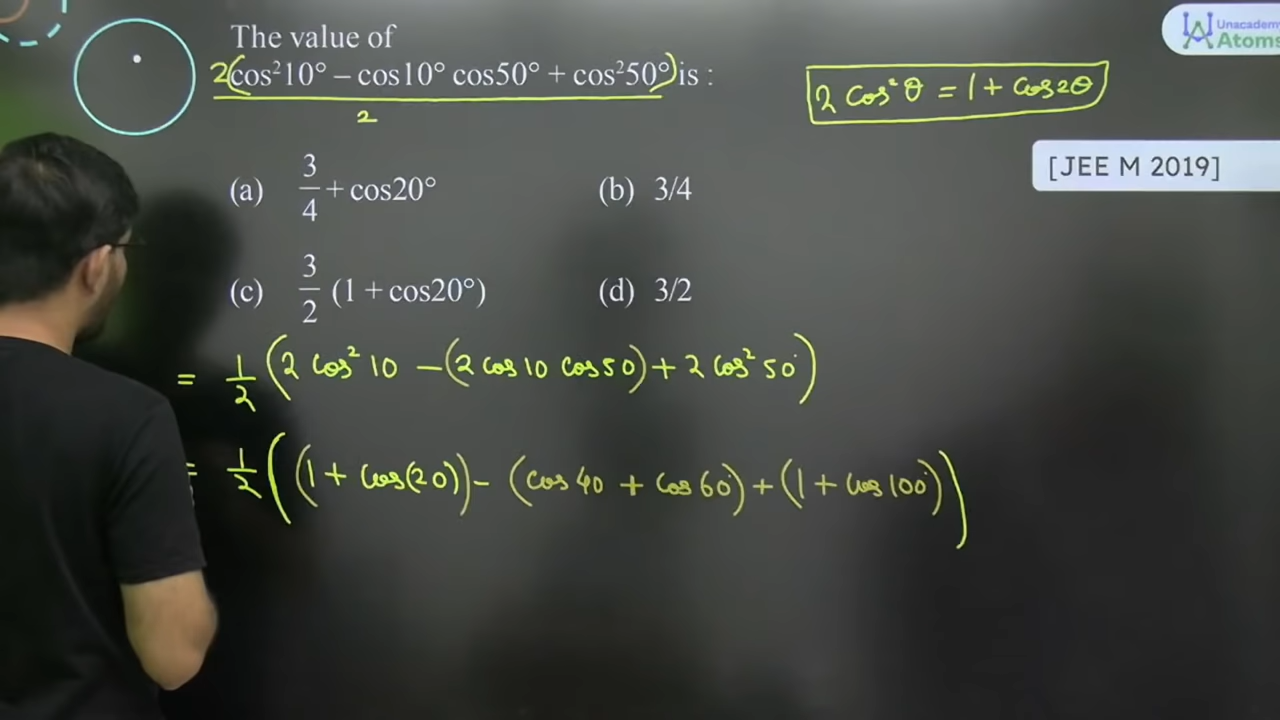 The value of
2(cos²10° – cos10° cos50° + cos²50°) is :
2
2 cos² θ = 1 + cos2θ
Unacademy
Atoms
[JEE M 2019]
(a) 3/4 + cos20°
(b) 3/4
(c) 3/2 (1 + cos20°)
(d) 3/2
= 1/2 (2 cos² 10 – (2 cos 10 cos 50) + 2 cos² 50°)
= 1/2 ((1 + cos(20)) – (cos 40 + cos 60°) + (1 + cos 100°))